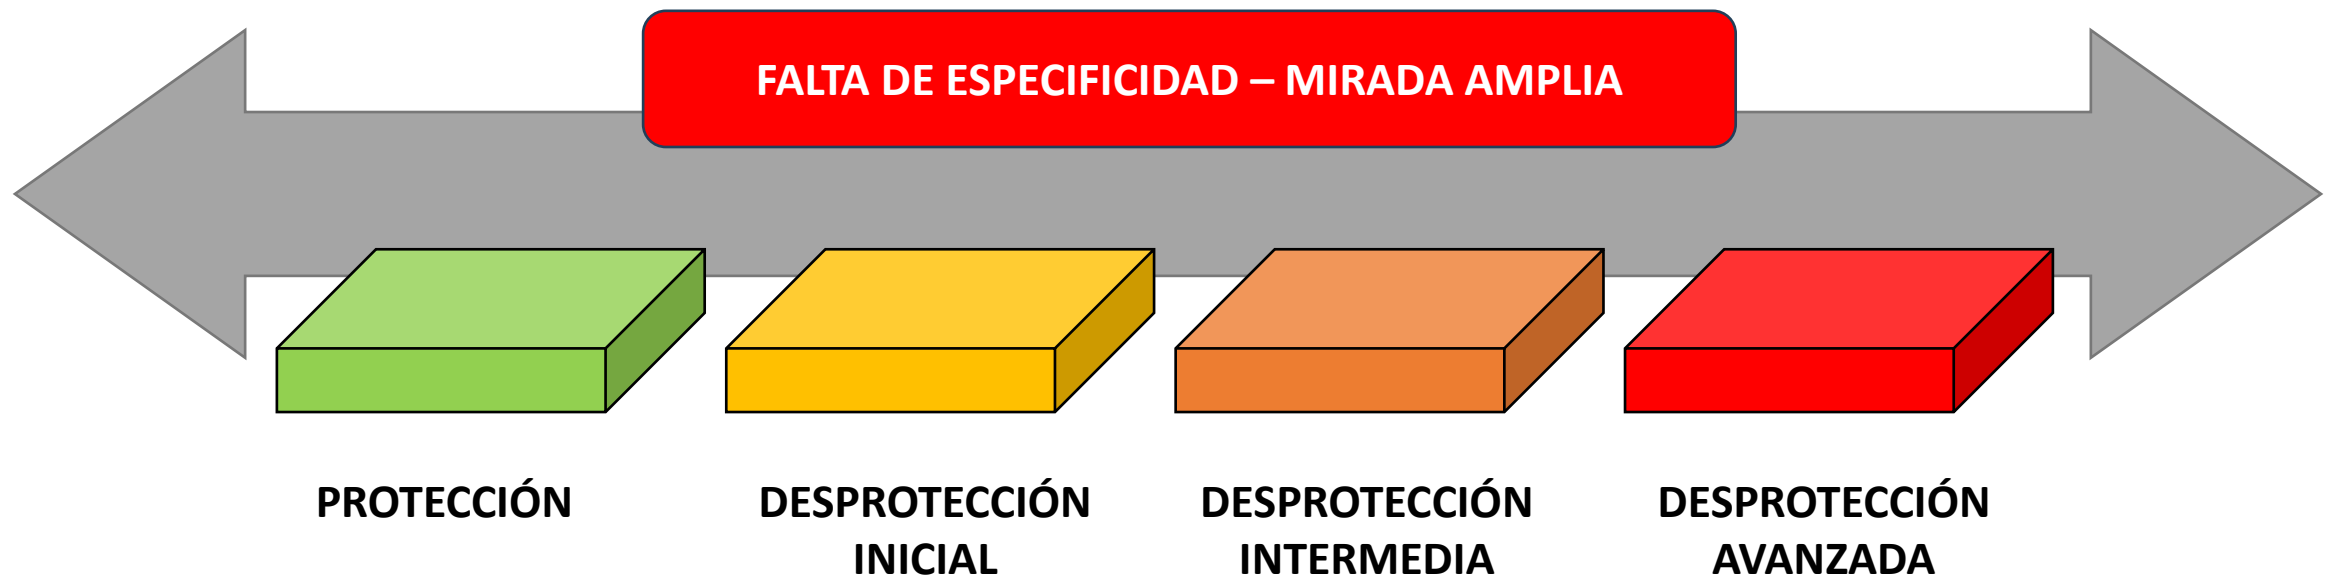 FALTA DE ESPECIFICIDAD – MIRADA AMPLIA
PROTECCIÓN
DESPROTECCIÓN
INICIAL
DESPROTECCIÓN
INTERMEDIA
DESPROTECCIÓN
AVANZADA